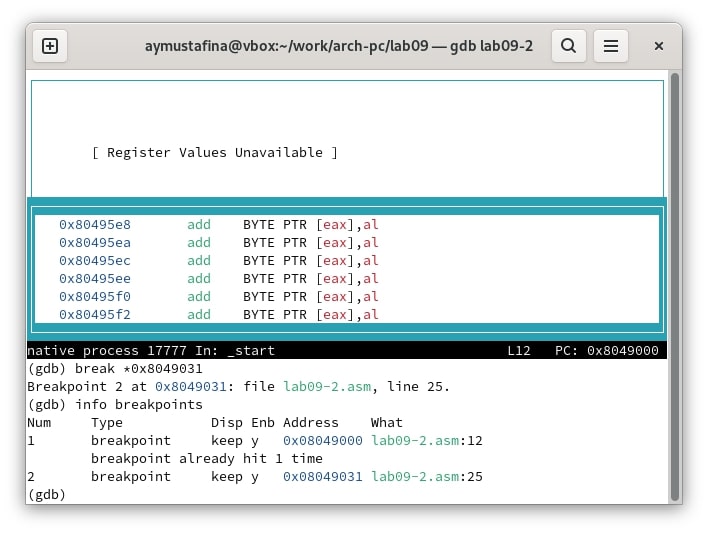 aymustafina@vbox:~/work/arch-pc/lab09 — gdb lab09-2
[ Register Values Unavailable ]
0x80495e8 add BYTE PTR [eax],al
0x80495ea add BYTE PTR [eax],al
0x80495ec add BYTE PTR [eax],al
0x80495ee add BYTE PTR [eax],al
0x80495f0 add BYTE PTR [eax],al
0x80495f2 add BYTE PTR [eax],al
native process 17777 In: _start L12 PC: 0x8049000
(gdb) break *0x8049031
Breakpoint 2 at 0x8049031: file lab09-2.asm, line 25.
(gdb) info breakpoints
Num Type Disp Enb Address What
1 breakpoint keep y 0x08049000 lab09-2.asm:12
breakpoint already hit 1 time
2 breakpoint keep y 0x08049031 lab09-2.asm:25
(gdb)